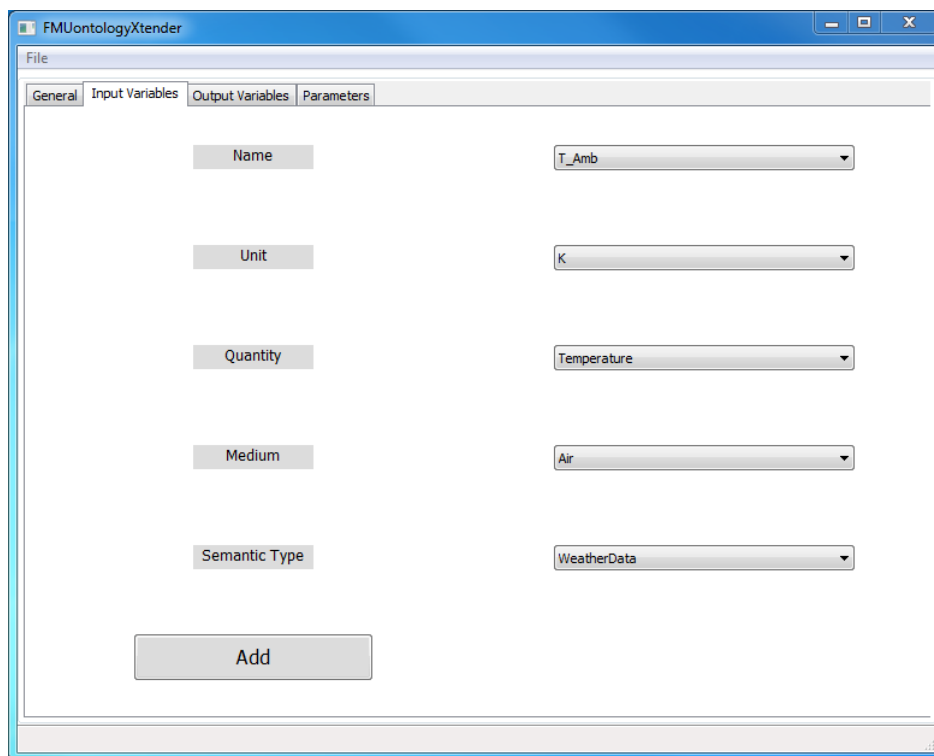 FMUontologyXtender
File
General Input Variables Output Variables Parameters
Name T_Amb
Unit K
Quantity Temperature
Medium Air
Semantic Type WeatherData
Add